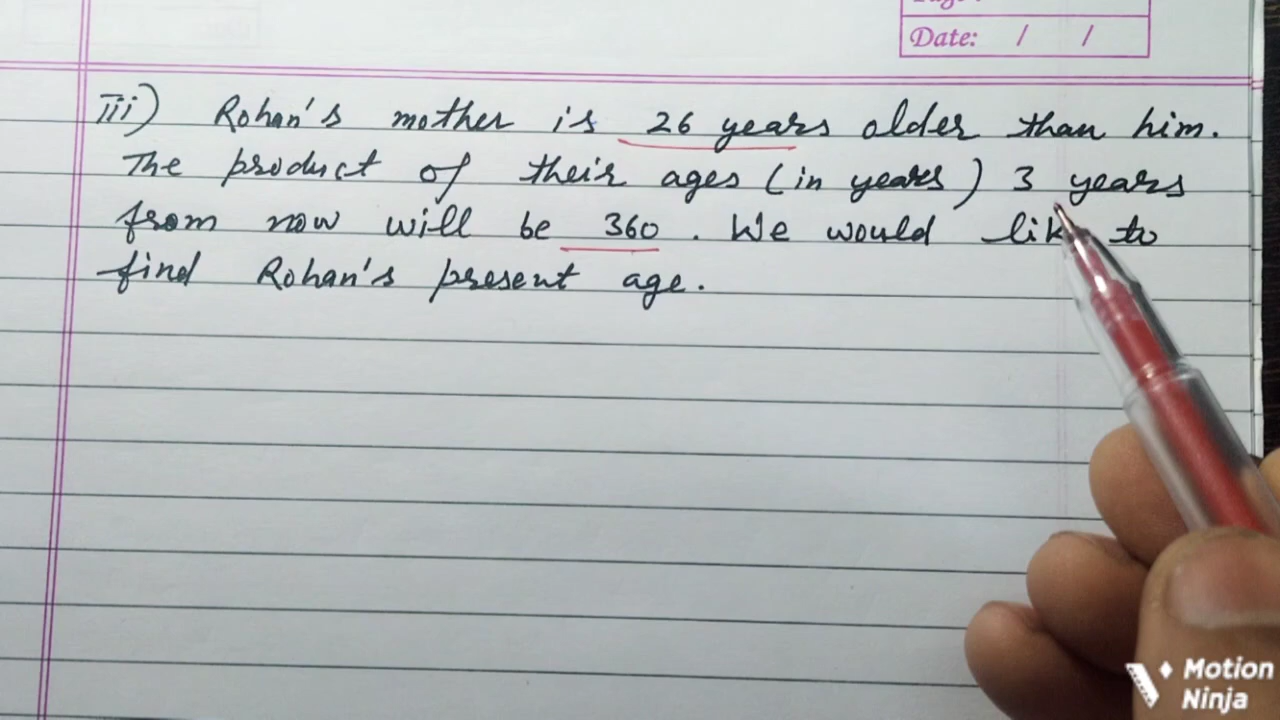 Date: / /
iii) Rohan's mother is 26 years older than him.
The product of their ages (in years) 3 years
from now will be 360. We would like to
find Rohan's present age.
Motion
Ninja